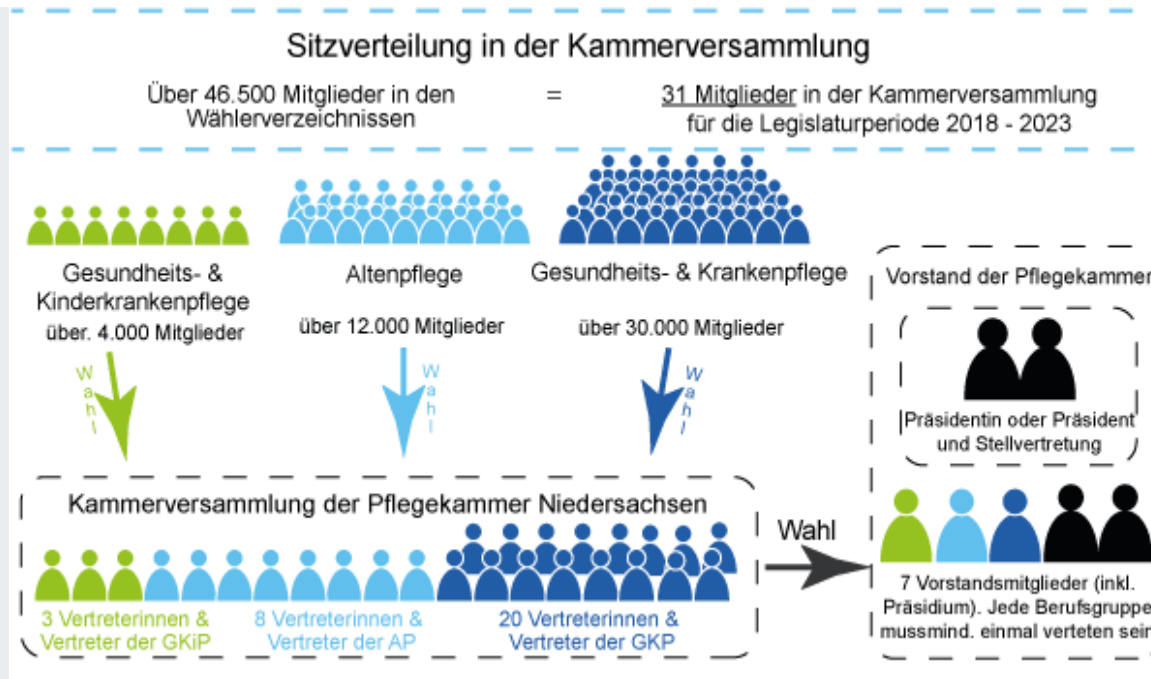 Sitzverteilung in der Kammerversammlung
Über 46.500 Mitglieder in den
Wählerverzeichnissen
=
31 Mitglieder in der Kammerversammlung
für die Legislaturperiode 2018 - 2023
Gesundheits- &
Kinderkrankenpflege
über. 4.000 Mitglieder
Altenpflege
über 12.000 Mitglieder
Gesundheits- & Krankenpflege
über 30.000 Mitglieder
Wahl
Wahl
Wahl
Kammerversammlung der Pflegekammer Niedersachsen
3 Vertreterinnen &
Vertreter der GKiP
8 Vertreterinnen &
Vertreter der AP
20 Vertreterinnen &
Vertreter der GKP
Wahl
Vorstand der Pflegekammer
Präsidentin oder Präsident
und Stellvertretung
7 Vorstandsmitglieder (inkl.
Präsidium). Jede Berufsgruppe
mussmind. einmal verteten sein